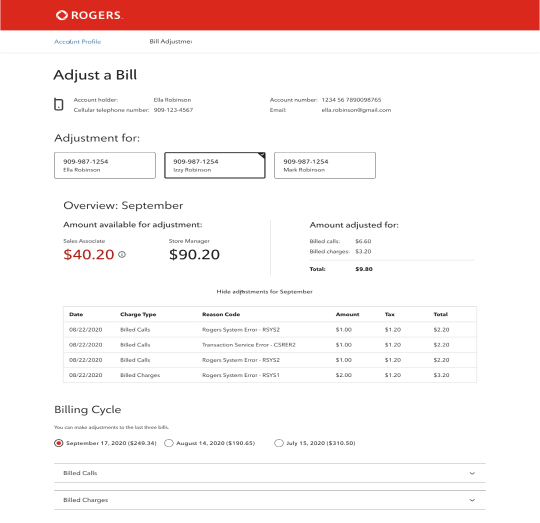 ROGERS
Account Profile Bill Adjustmer
Adjust a Bill
Account holder: Ella Robinson Account number: 1234 56 7890098765
Cellular telephone number: 909-123-4567 Email: ella.robinson@gmail.com
Adjustment for:
909-987-1254 909-987-1254 909-987-1254
Ella Robinson Izzy Robinson Mark Robinson
Overview: September
Amount available for adjustment: Amount adjusted for:
Sales Associate Store Manager
$40.20 $90.20
Billed calls: $6.60
Billed charges: $3.20
Total: $9.80
Hide adjustments for September
Date Charge Type Reason Code Amount Tax Total
08/22/2020 Billed Calls Rogers System Error - RSYS2 $1.00 $1.20 $2.20
08/22/2020 Billed Calls Transaction Service Error - CSRER2 $1.00 $1.20 $2.20
08/22/2020 Billed Calls Rogers System Error - RSYS2 $1.00 $1.20 $2.20
08/22/2020 Billed Charges Rogers System Error - RSYS1 $2.00 $1.20 $3.20
Billing Cycle
You can make adjustments to the last three bills.
September 17, 2020 ($249.34) August 14, 2020 ($190.65) July 15, 2020 ($310.50)
Billed Calls
Billed Charges